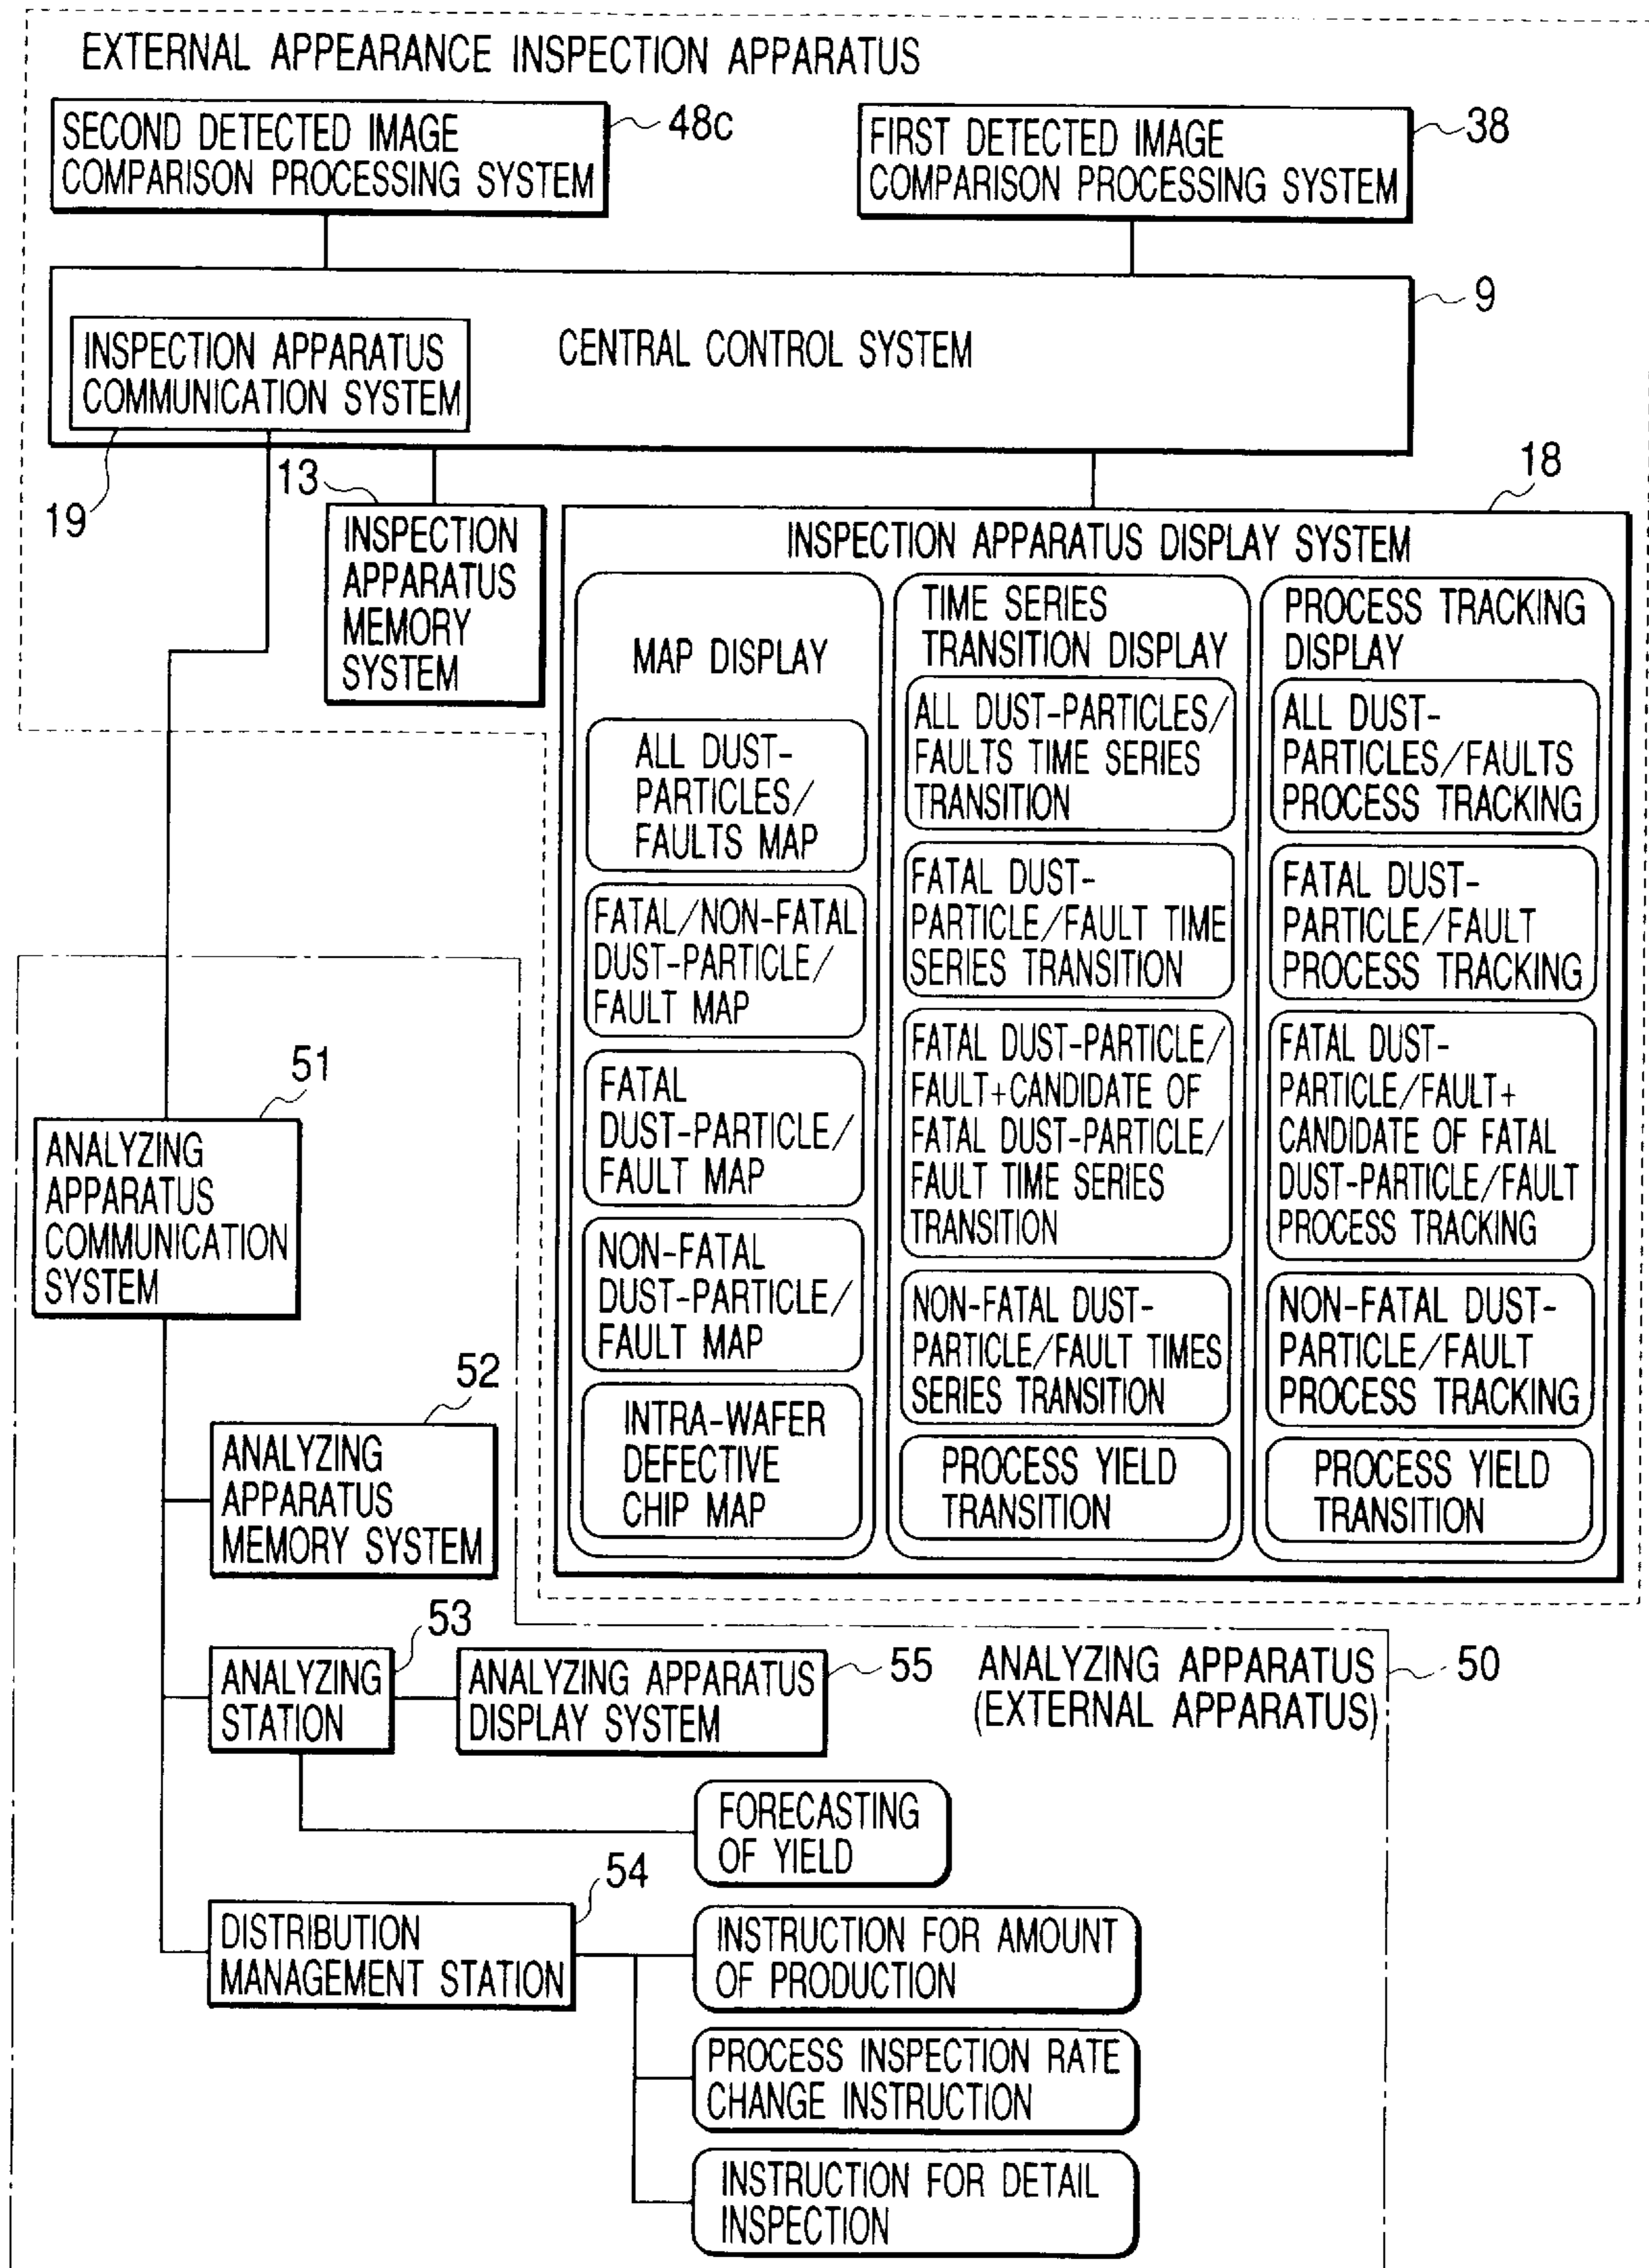 EXTERNAL APPEARANCE INSPECTION APPARATUS
SECOND DETECTED IMAGE
COMPARISON PROCESSING SYSTEM
48c
FIRST DETECTED IMAGE
COMPARISON PROCESSING SYSTEM
38
9
INSPECTION APPARATUS
COMMUNICATION SYSTEM
CENTRAL CONTROL SYSTEM
19
13
INSPECTION
APPARATUS
MEMORY
SYSTEM
18
INSPECTION APPARATUS DISPLAY SYSTEM
MAP DISPLAY
ALL DUST-
PARTICLES/
FAULTS MAP
FATAL/NON-FATAL
DUST-PARTICLE/
FAULT MAP
FATAL
DUST-PARTICLE/
FAULT MAP
NON-FATAL
DUST-PARTICLE/
FAULT MAP
INTRA-WAFER
DEFECTIVE
CHIP MAP
TIME SERIES
TRANSITION DISPLAY
ALL DUST-PARTICLES/
FAULTS TIME SERIES
TRANSITION
FATAL DUST-
PARTICLE/FAULT TIME
SERIES TRANSITION
FATAL DUST-PARTICLE/
FAULT+CANDIDATE OF
FATAL DUST-PARTICLE/
FAULT TIME SERIES
TRANSITION
NON-FATAL DUST-
PARTICLE/FAULT TIMES
SERIES TRANSITION
PROCESS YIELD
TRANSITION
PROCESS TRACKING
DISPLAY
ALL DUST-
PARTICLES/FAULTS
PROCESS TRACKING
FATAL DUST-
PARTICLE/FAULT
PROCESS TRACKING
FATAL DUST-
PARTICLE/FAULT+
CANDIDATE OF FATAL
DUST-PARTICLE/FAULT
PROCESS TRACKING
NON-FATAL DUST-
PARTICLE/FAULT
PROCESS TRACKING
PROCESS YIELD
TRANSITION
51
ANALYZING
APPARATUS
COMMUNICATION
SYSTEM
52
ANALYZING
APPARATUS
MEMORY SYSTEM
53
ANALYZING
STATION
ANALYZING APPARATUS
DISPLAY SYSTEM
55
ANALYZING APPARATUS
(EXTERNAL APPARATUS)
50
FORECASTING
OF YIELD
54
DISTRIBUTION
MANAGEMENT STATION
INSTRUCTION FOR AMOUNT
OF PRODUCTION
PROCESS INSPECTION RATE
CHANGE INSTRUCTION
INSTRUCTION FOR DETAIL
INSPECTION